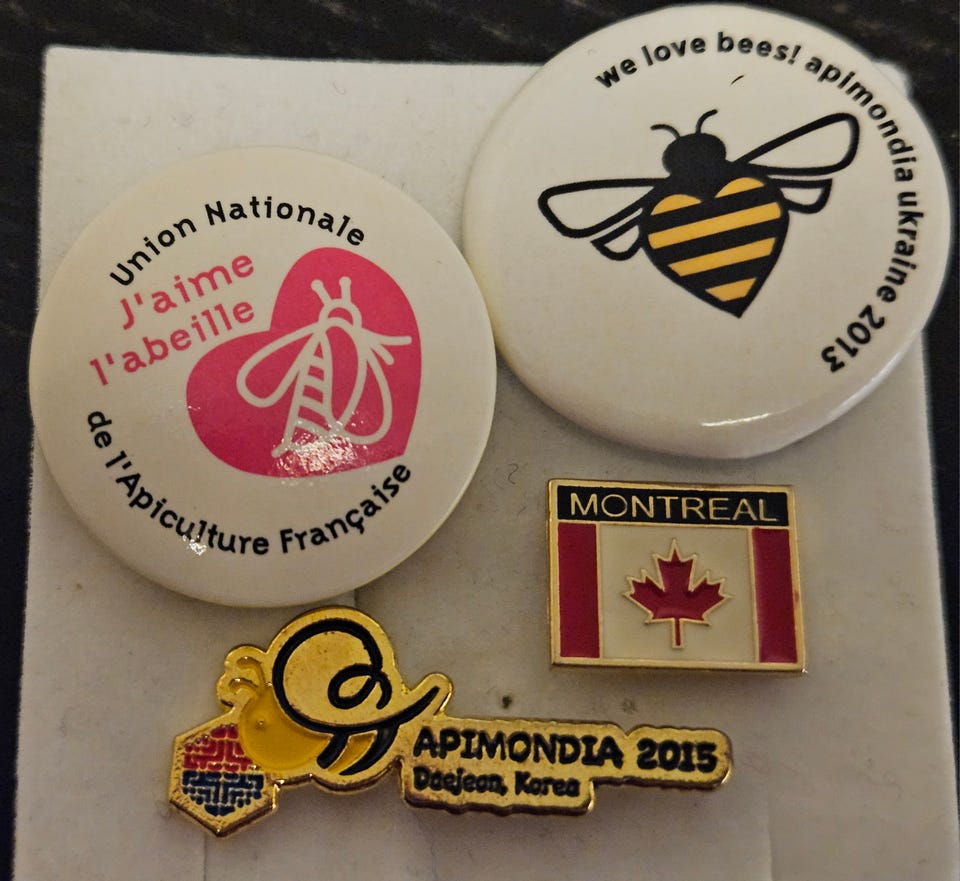 Union Nationale
J'aime
l'abeille
de l'Apiculture Française
we love bees! apimondia ukraine 2013
MONTREAL
APIMONDIA 2015
Daejeon, Korea